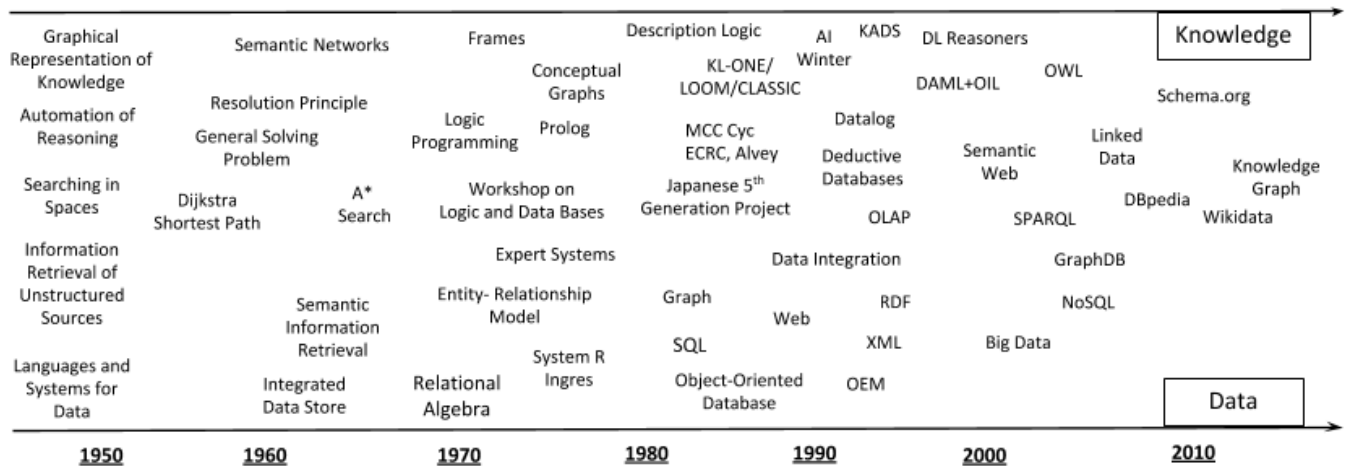 Graphical
Representation of
Knowledge
Automation of
Reasoning
Searching in
Spaces
Information
Retrieval of
Unstructured
Sources
Languages and
Systems for
Data
Semantic Networks
Resolution Principle
General Solving
Problem
Dijkstra
Shortest Path
A*
Search
Semantic
Information
Retrieval
Integrated
Data Store
Frames
Conceptual
Graphs
Logic
Programming
Prolog
Workshop on
Logic and Data Bases
Expert Systems
Entity- Relationship
Model
System R
Ingres
Relational
Algebra
Description Logic
KL-ONE/
LOOM/CLASSIC
MCC Cyc
ECRC, Alvey
Japanese 5th
Generation Project
Graph
SQL
Object-Oriented
Database
AI
Winter
KADS
Datalog
Deductive
Databases
OLAP
Data Integration
Web
RDF
XML
OEM
DL Reasoners
DAML+OIL
OWL
Semantic
Web
Linked
Data
SPARQL
GraphDB
NoSQL
Big Data
Knowledge
Schema.org
Knowledge
Graph
DBpedia
Wikidata
Data
1950
1960
1970
1980
1990
2000
2010